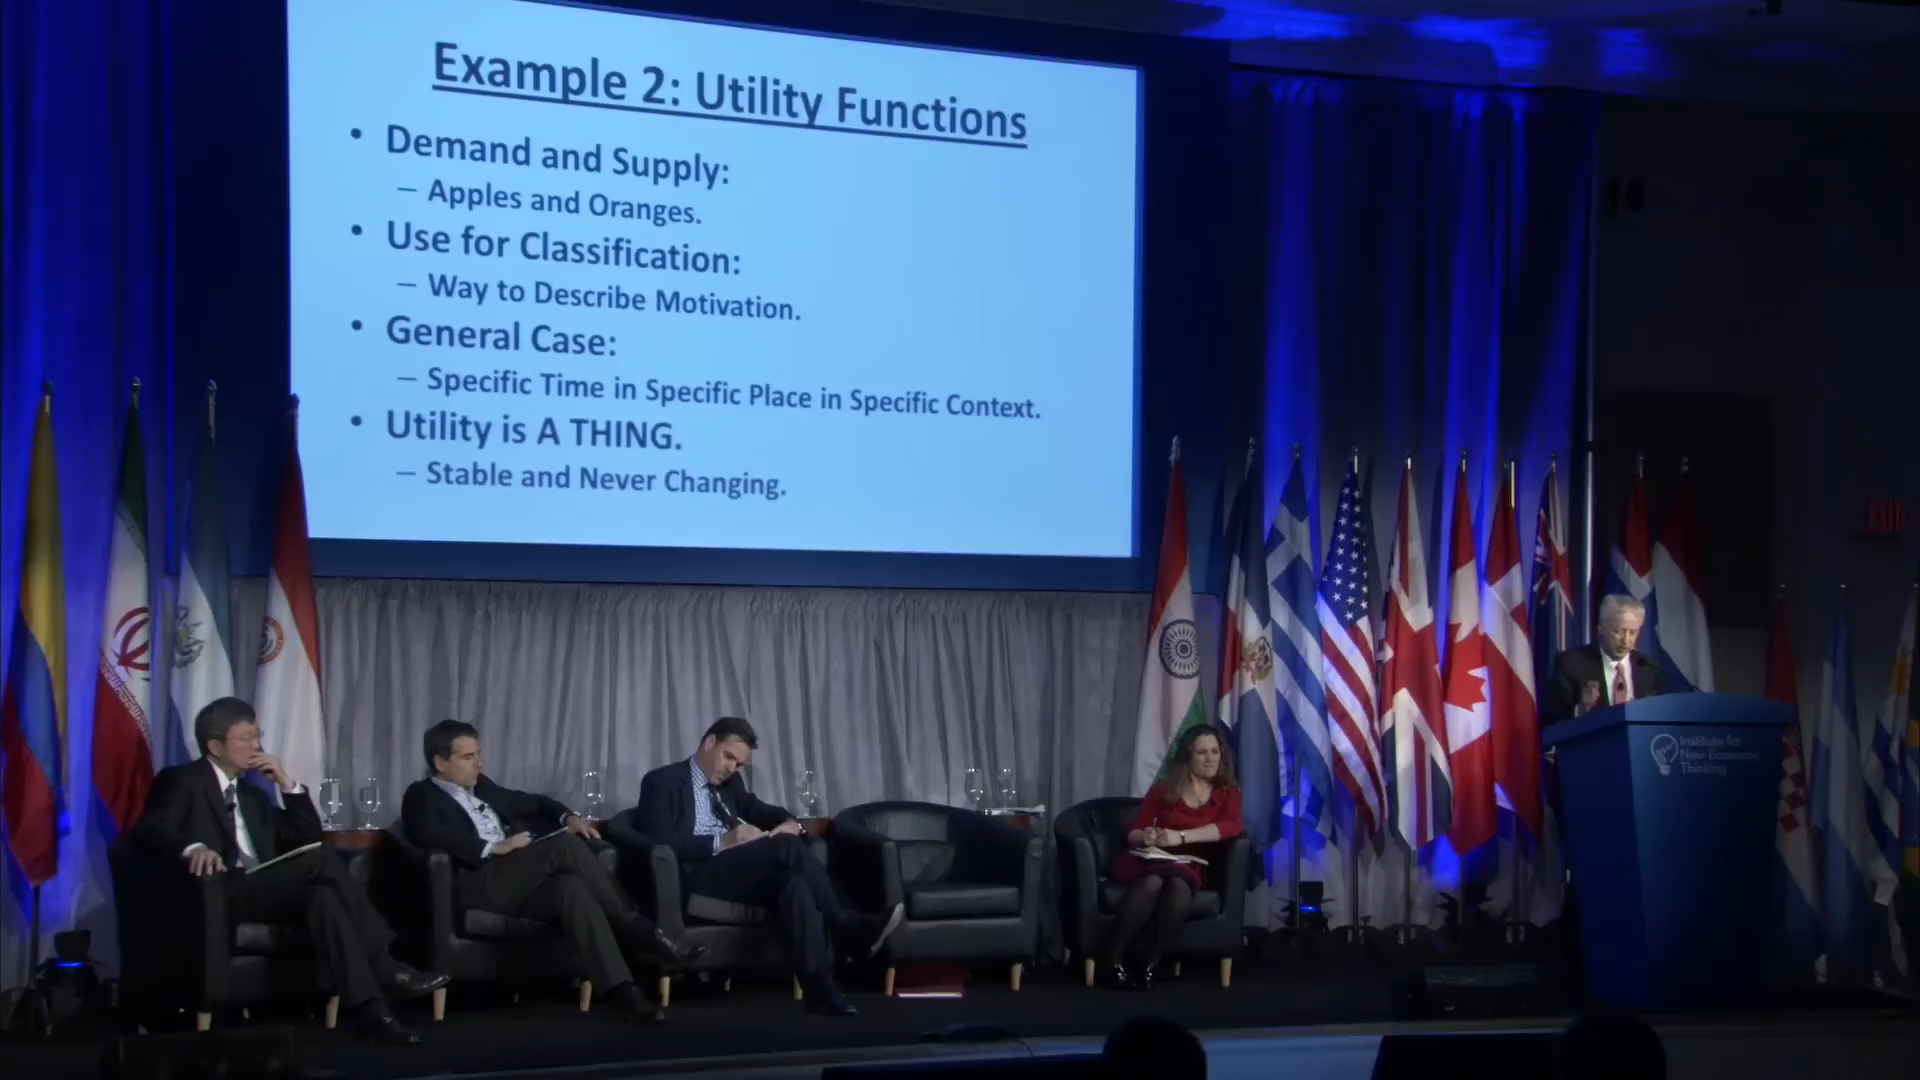 Example 2: Utility Functions
• Demand and Supply:
– Apples and Oranges.
• Use for Classification:
– Way to Describe Motivation.
• General Case:
– Specific Time in Specific Place in Specific Context.
• Utility is A THING.
– Stable and Never Changing.
EXIT
Institute for
New Economic
Thinking